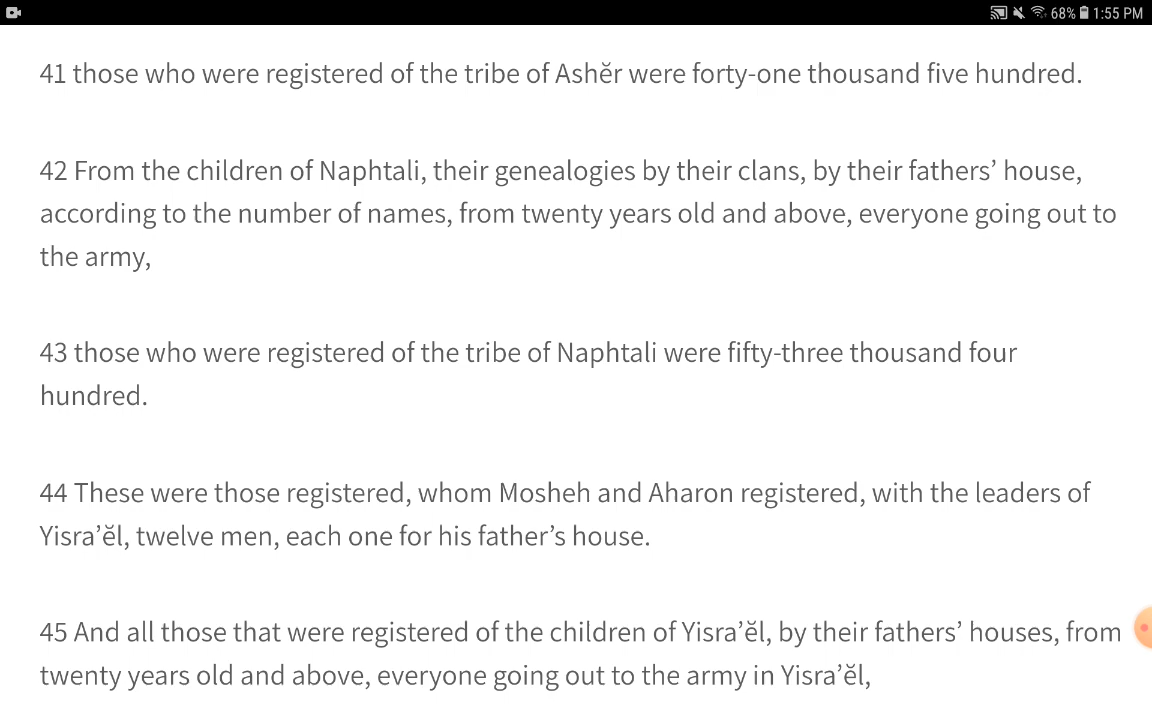 68% 1:55 PM
41 those who were registered of the tribe of Ashĕr were forty-one thousand five hundred.
42 From the children of Naphtali, their genealogies by their clans, by their fathers’ house,
according to the number of names, from twenty years old and above, everyone going out to
the army,
43 those who were registered of the tribe of Naphtali were fifty-three thousand four
hundred.
44 These were those registered, whom Mosheh and Aharon registered, with the leaders of
Yisra’ĕl, twelve men, each one for his father’s house.
45 And all those that were registered of the children of Yisra’ĕl, by their fathers’ houses, from
twenty years old and above, everyone going out to the army in Yisra’ĕl,